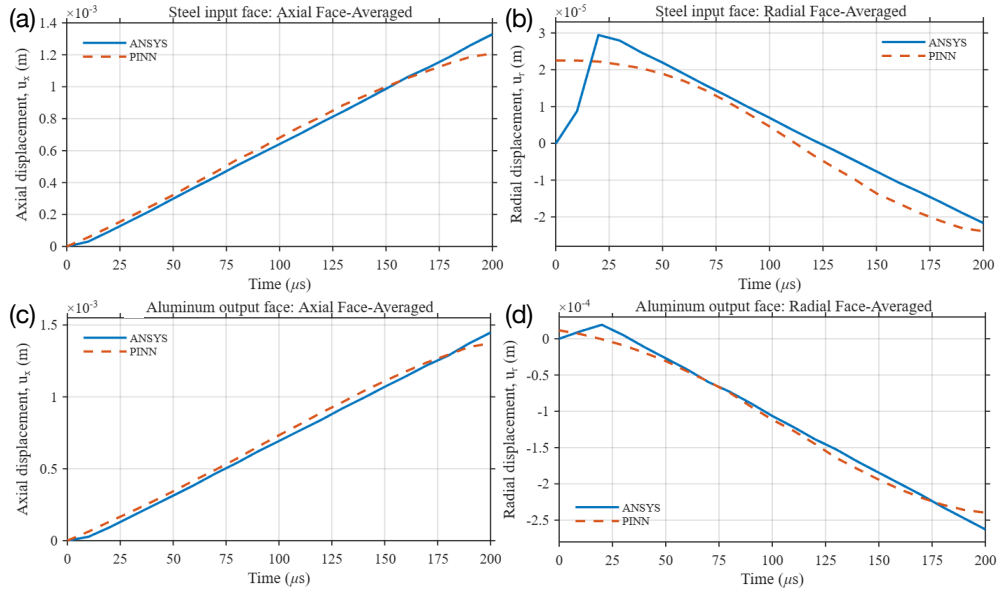 (a)
Steel input face: Axial Face-Averaged
×10⁻³
1.4
1.2
1
0.8
0.6
0.4
0.2
0
Axial displacement, uₓ (m)
ANSYS
PINN
0 25 50 75 100 125 150 175 200
Time (μs)
(b)
Steel input face: Radial Face-Averaged
×10⁻⁵
3
2
1
0
-1
-2
Radial displacement, uᵣ (m)
ANSYS
PINN
0 25 50 75 100 125 150 175 200
Time (μs)
(c)
Aluminum output face: Axial Face-Averaged
×10⁻³
1.5
1
0.5
0
Axial displacement, uₓ (m)
ANSYS
PINN
0 25 50 75 100 125 150 175 200
Time (μs)
(d)
Aluminum output face: Radial Face-Averaged
×10⁻⁴
0
-0.5
-1
-1.5
-2
-2.5
Radial displacement, uᵣ (m)
ANSYS
PINN
0 25 50 75 100 125 150 175 200
Time (μs)